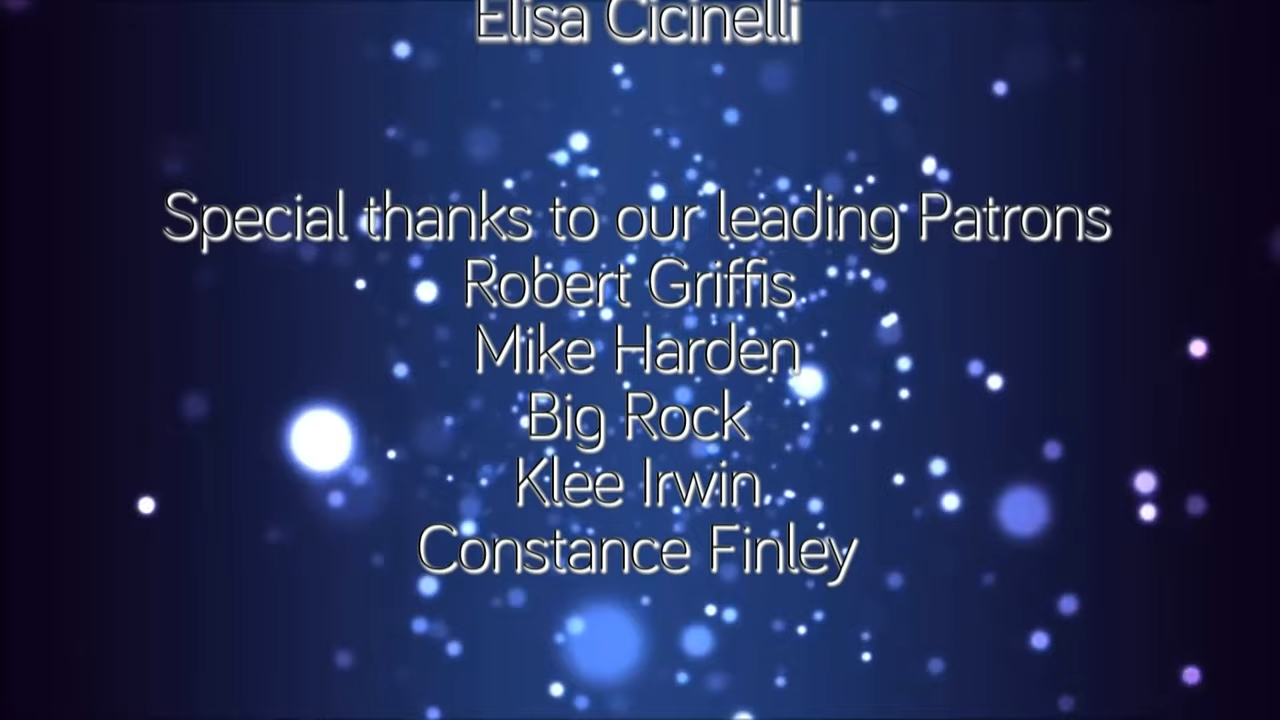 Elisa Cicinelli
Special thanks to our leading Patrons
Robert Griffis
Mike Harden
Big Rock
Klee Irwin
Constance Finley